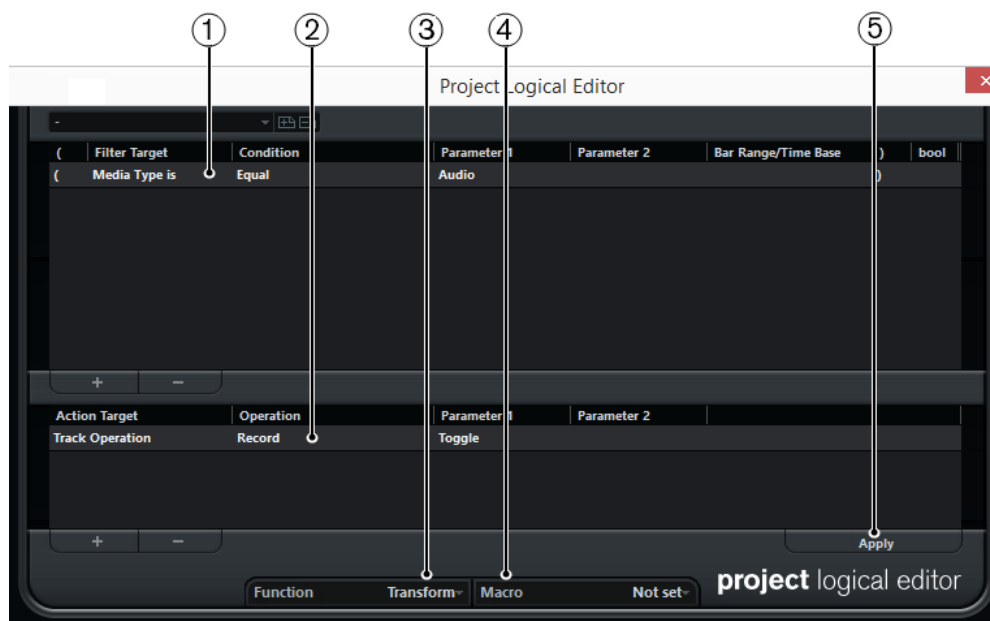 1 2 3 4 5
Project Logical Editor
-
( Filter Target Condition Parameter 1 Parameter 2 Bar Range/Time Base ) bool
( Media Type is Equal Audio )
+ −
Action Target Operation Parameter 1 Parameter 2
Track Operation Record Toggle
+ − Apply
Function Transform Macro Not set project logical editor